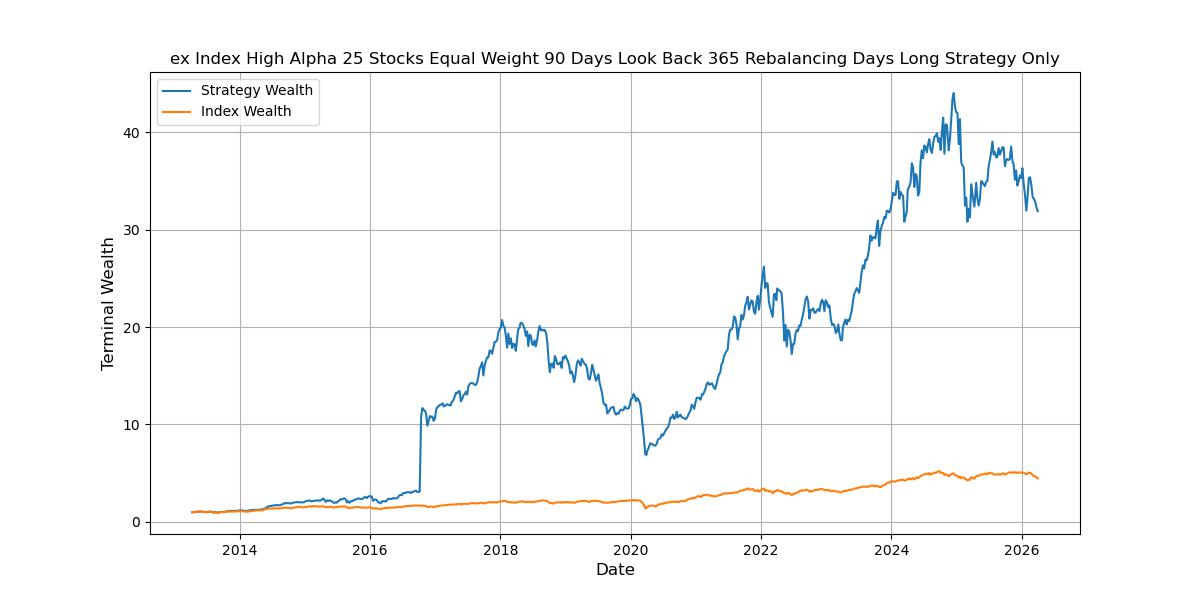 ex Index High Alpha 25 Stocks Equal Weight 90 Days Look Back 365 Rebalancing Days Long Strategy Only
Strategy Wealth
Index Wealth
Terminal Wealth
40
30
20
10
0
2014 2016 2018 2020 2022 2024 2026
Date